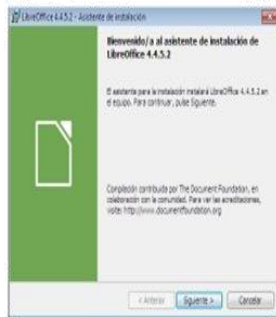 LibreOffice 4.4.5.2 - Asistente de instalación
Bienvenido/a al asistente de instalación de
LibreOffice 4.4.5.2
El asistente para la instalación instalará LibreOffice 4.4.5.2 en
el equipo. Para continuar, pulse Siguiente.
Compilación contribuida por The Document Foundation, en
colaboración con la comunidad. Para ver las acreditaciones,
visite: http://www.documentfoundation.org
< Anterior
Siguiente >
Cancelar